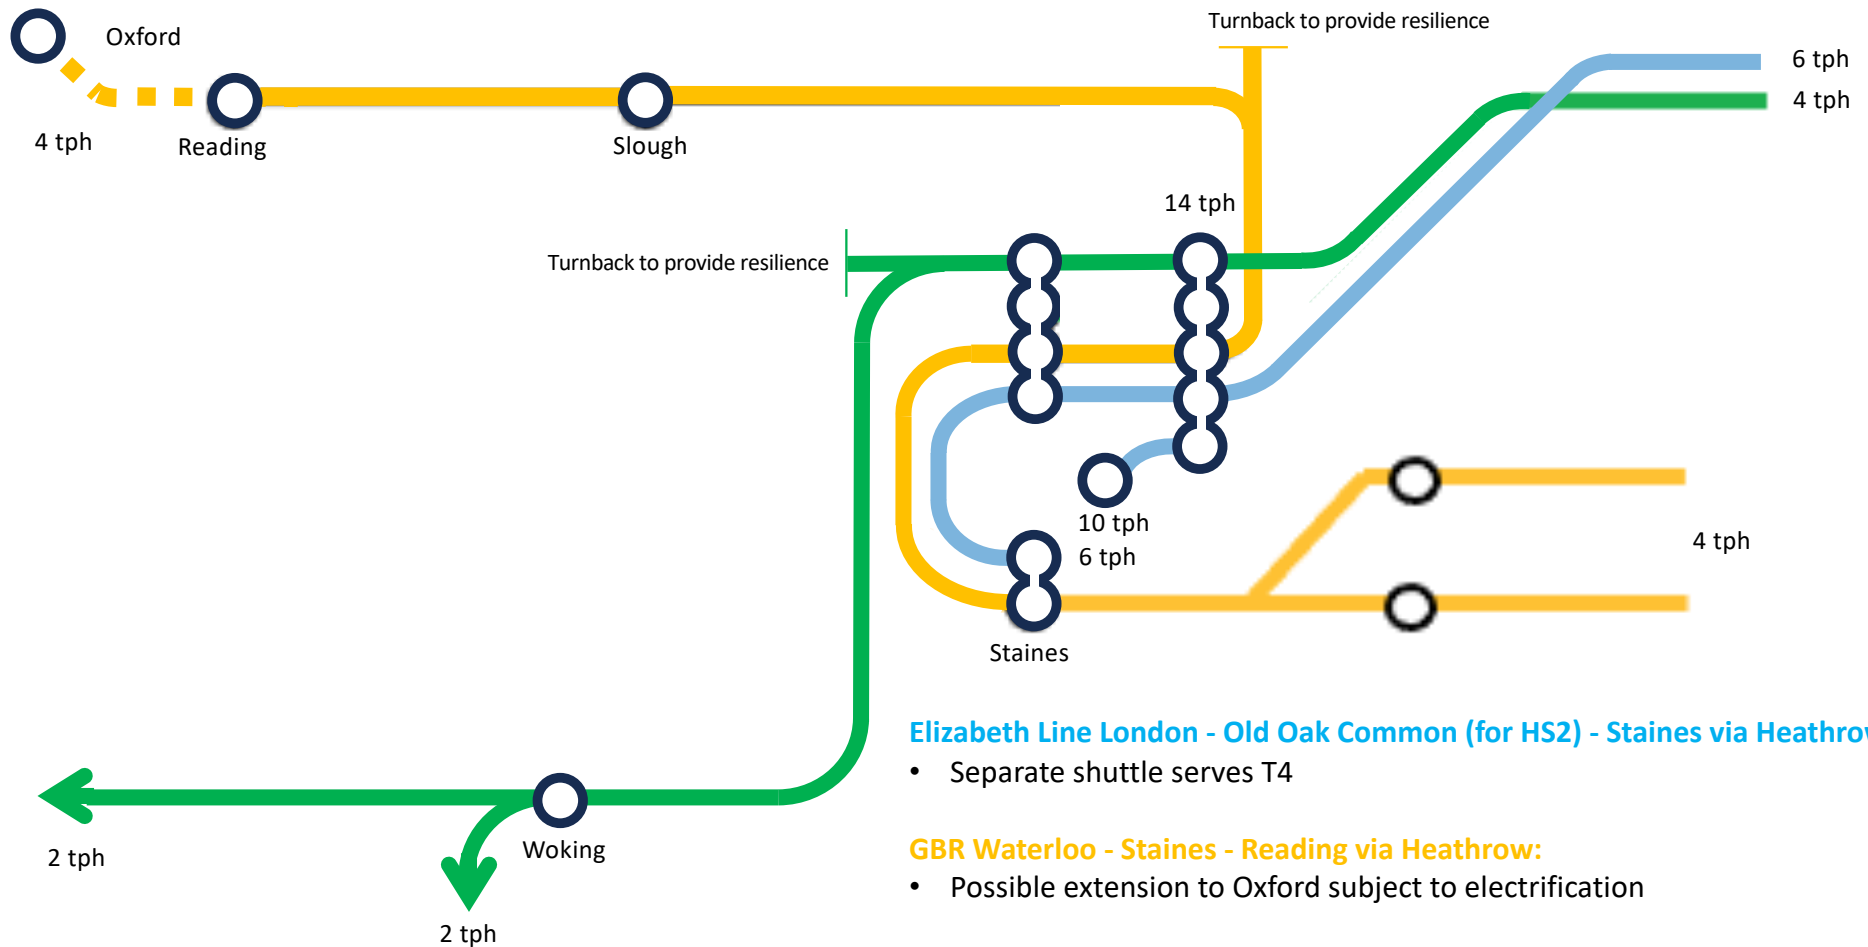 Turnback to provide resilience
Oxford
6 tph
4 tph
4 tph
Reading
Slough
14 tph
Turnback to provide resilience
10 tph
6 tph
4 tph
Staines
Elizabeth Line London - Old Oak Common (for HS2) - Staines via Heathrow
• Separate shuttle serves T4
Woking
2 tph
GBR Waterloo - Staines - Reading via Heathrow:
• Possible extension to Oxford subject to electrification
2 tph